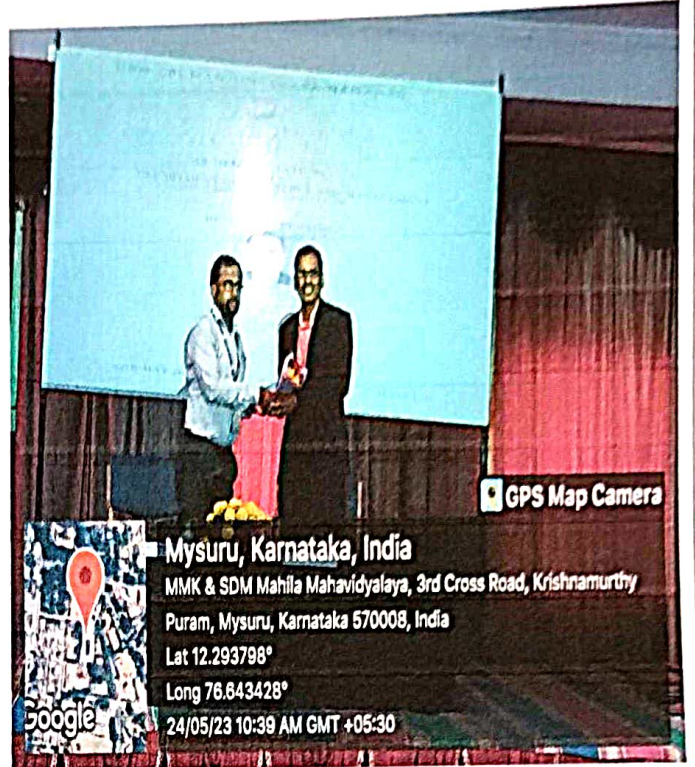 GPS Map Camera
Mysuru, Karnataka, India
MMK & SDM Mahila Mahavidyalaya, 3rd Cross Road, Krishnamurthy
Puram, Mysuru, Karnataka 570008, India
Lat 12.293798°
Long 76.643428°
24/05/23 10:39 AM GMT +05:30
Google